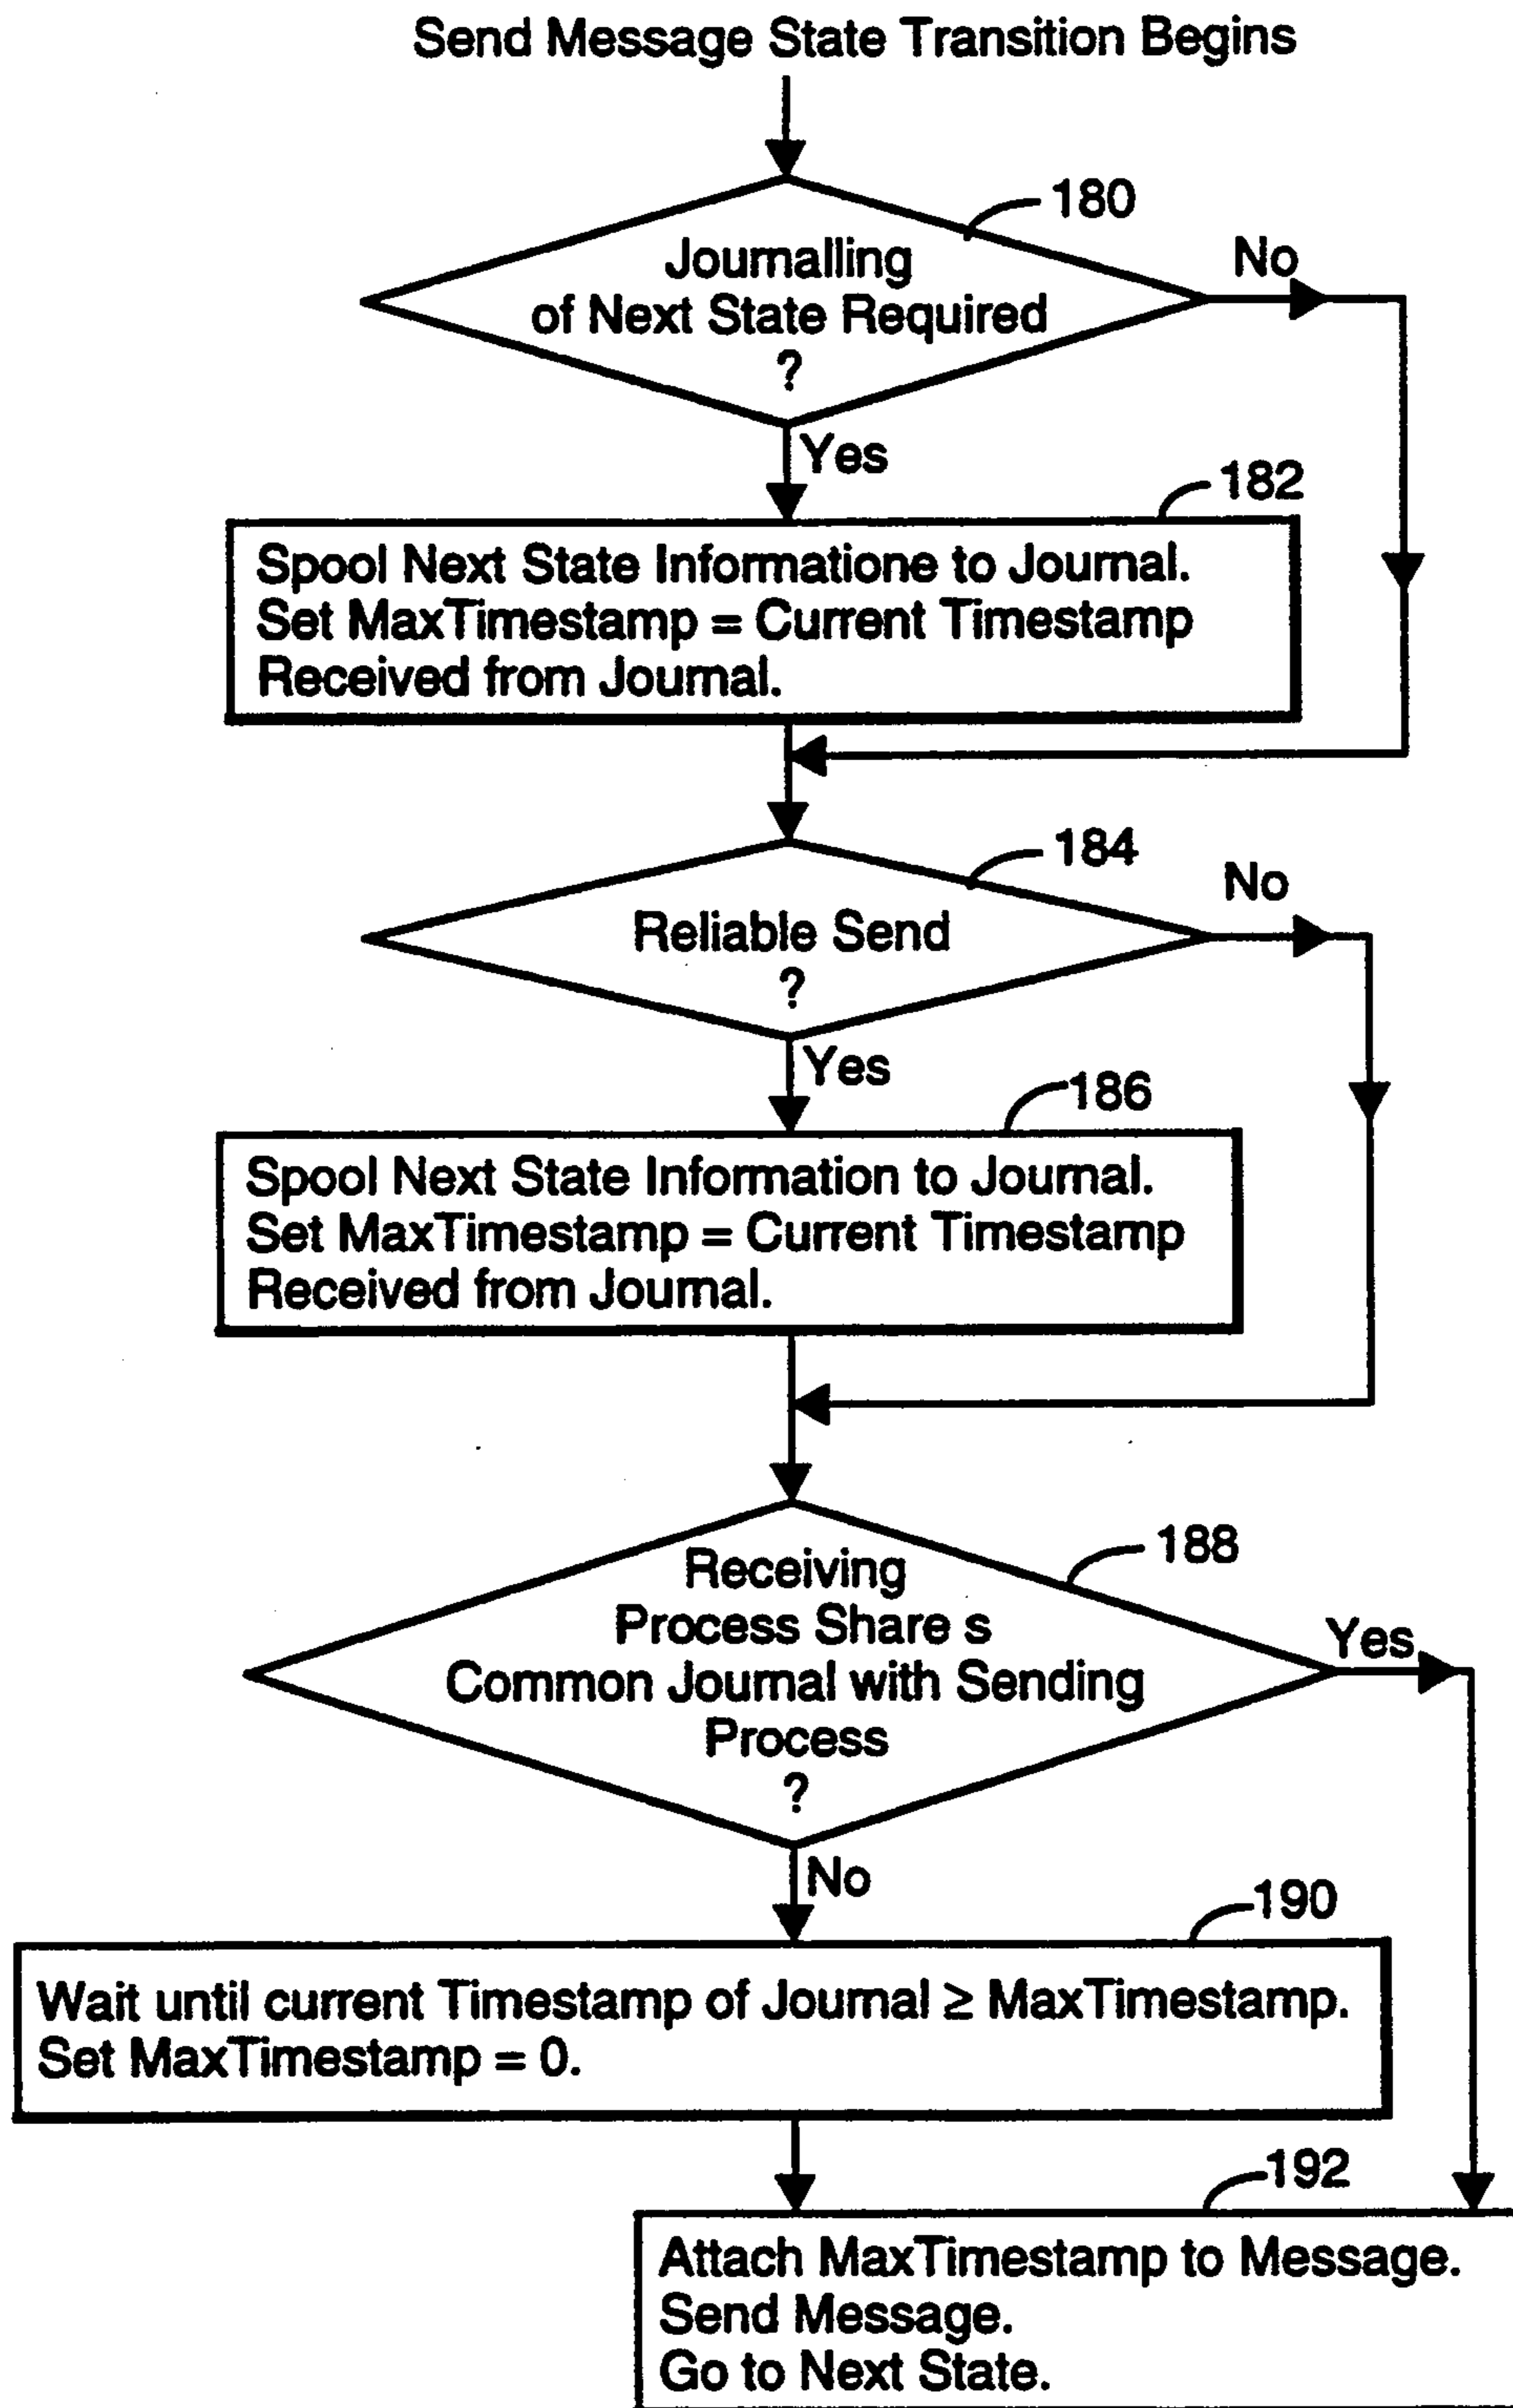 Send Message State Transition Begins
180
Journalling
No
of Next State Required
?
Yes
182
Spool Next State Informatione to Journal.
Set MaxTimestamp = Current Timestamp
Received from Journal.
184
No
Reliable Send
?
Yes
186
Spool Next State Information to Journal.
Set MaxTimestamp = Current Timestamp
Received from Journal.
188
Receiving
Process Share s
Yes
Common Journal with Sending
Process
?
No
190
Wait until current Timestamp of Journal ≥ MaxTimestamp.
Set MaxTimestamp = 0.
192
Attach MaxTimestamp to Message.
Send Message.
Go to Next State.